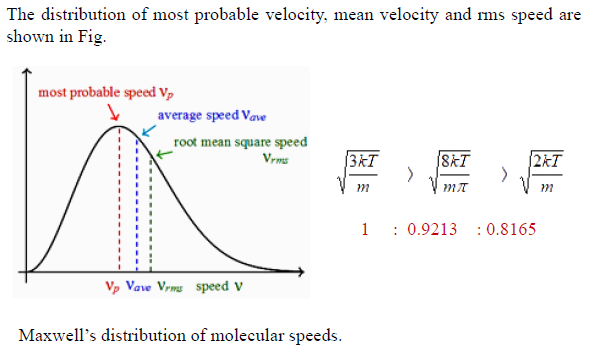 The distribution of most probable velocity, mean velocity and rms speed are
shown in Fig.
most probable speed Vp
average speed Vave
root mean square speed
Vrms
√(3kT/m) > √(8kT/mπ) > √(2kT/m)
1 : 0.9213 : 0.8165
Vp Vave Vrms speed V
Maxwell's distribution of molecular speeds.